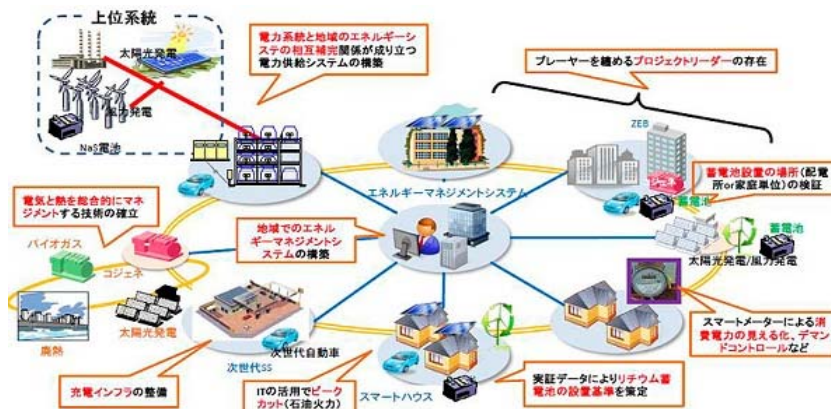 上位系統
太陽光発電
風力発電
NaS電池
電力系統と地域のエネルギーシス
テの相互補完関係が成り立つ
電力供給システムの構築
プレーヤーを纏めるプロジェクトリーダーの存在
ZEB
ジェネ
蓄電池設置の場所(配電
所or家庭単位)の検証
蓄電池
エネルギーマネジメントシステム
電気と熱を総合的にマネ
ジメントする技術の確立
地域でのエネル
ギーマネジメントシ
ステムの構築
バイオガス
コジェネ
蓄電池
太陽光発電/風力発電
廃熱
太陽光発電
スマートメーターによる消
費電力の見える化、デマン
ドコントロールなど
次世代自動車
次世代SS
充電インフラの整備
ITの活用でピーク
カット(石油火力)
スマートハウス
実証データによりリチウム蓄
電池の設置基準を策定